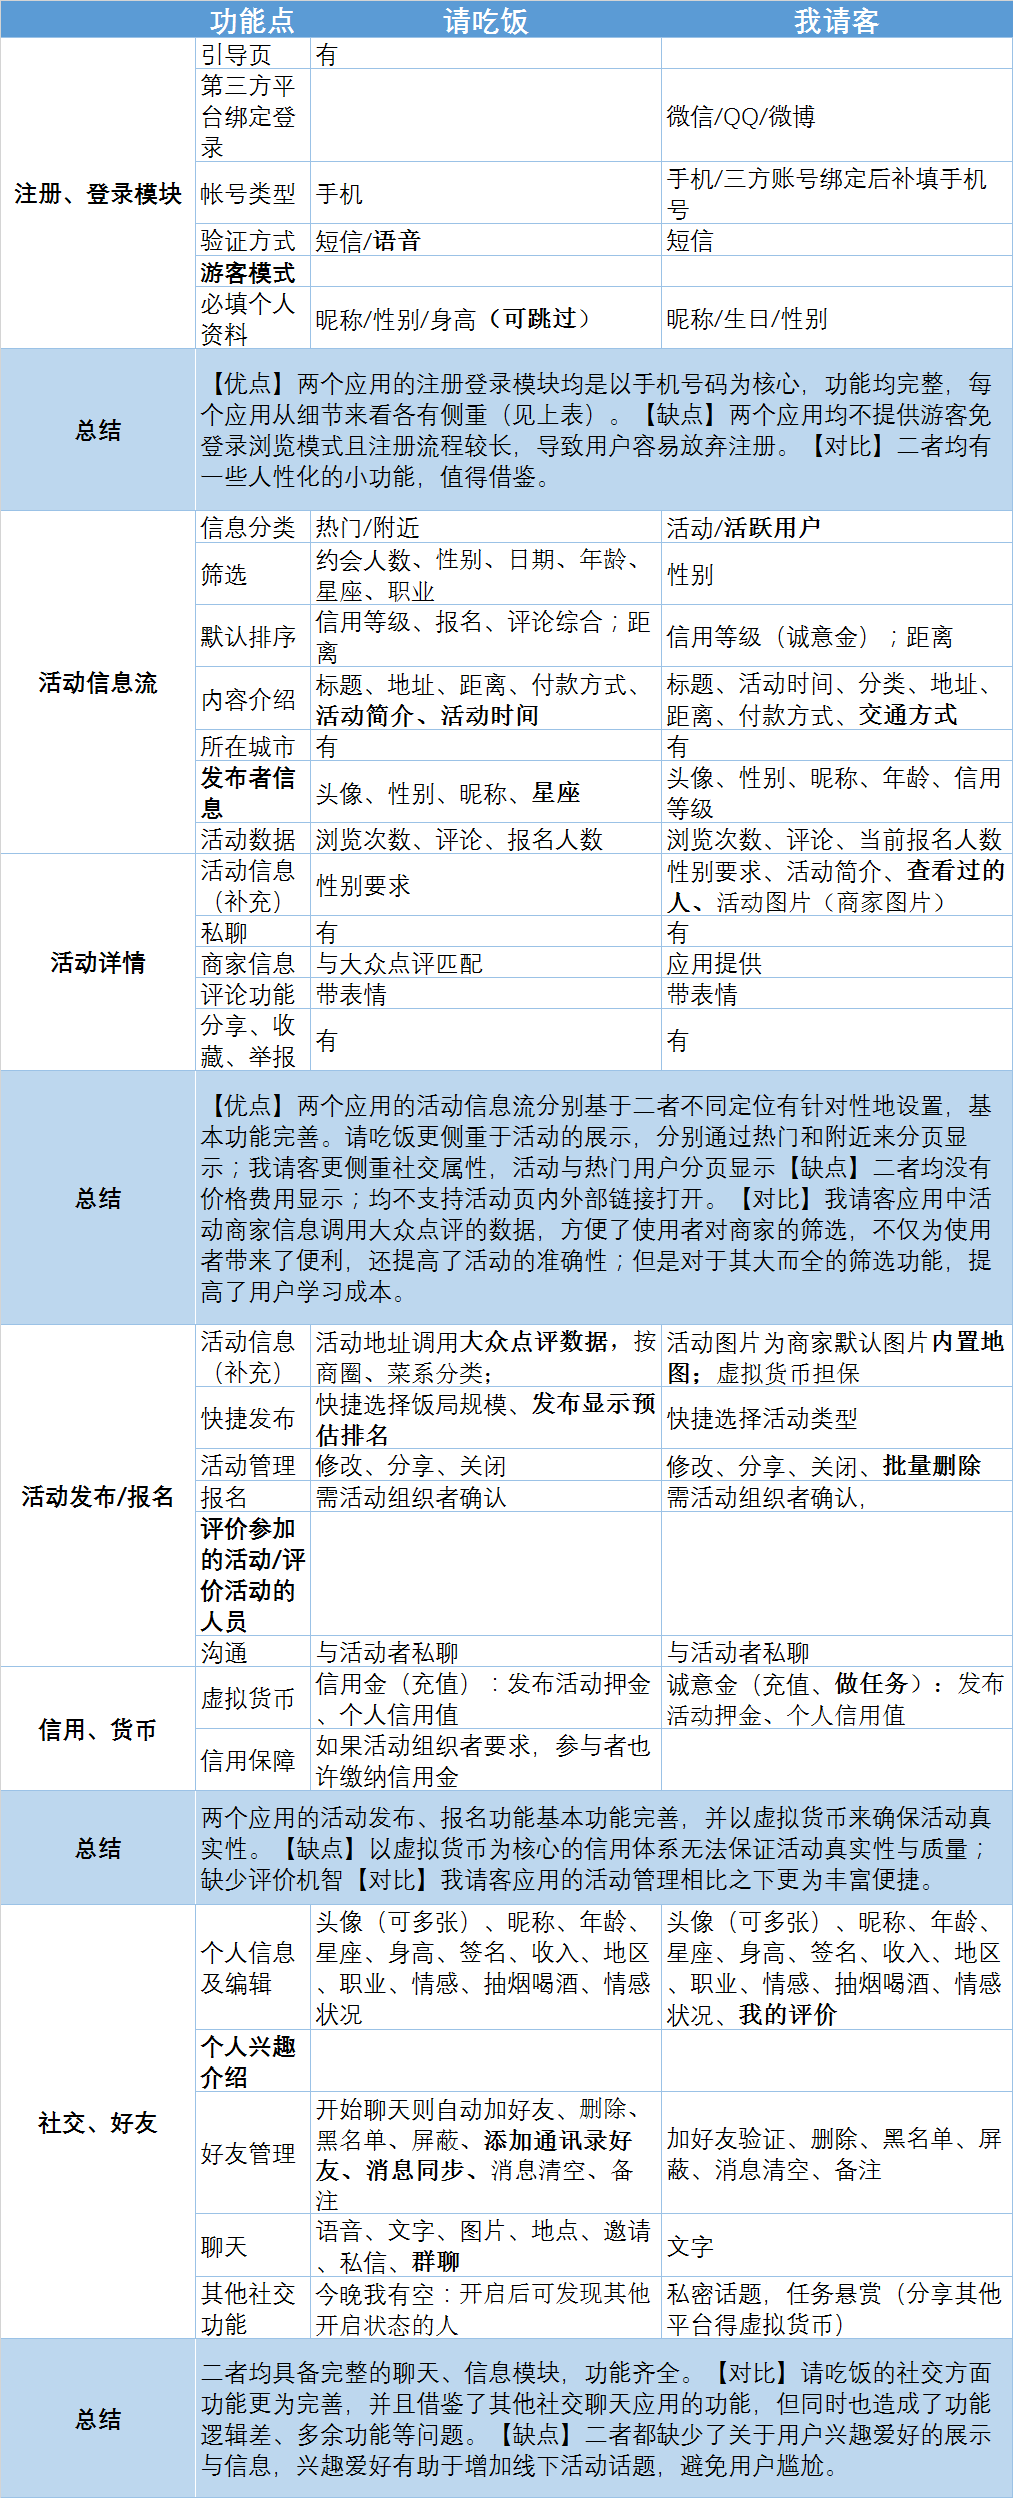 功能点 请吃饭 我请客
注册、登录模块
引导页 有
第三方平
台绑定登
录
微信/QQ/微博
帐号类型 手机
手机/三方账号绑定后补填手机
号
验证方式 短信/语音 短信
游客模式
必填个人
资料
昵称/性别/身高（可跳过）
昵称/生日/性别
总结
【优点】两个应用的注册登录模块均是以手机号码为核心，功能均完整，每
个应用从细节来看各有侧重（见上表）。【缺点】两个应用均不提供游客免
登录浏览模式且注册流程较长，导致用户容易放弃注册。【对比】二者均有
一些人性化的小功能，值得借鉴。
活动信息流
信息分类 热门/附近 活动/活跃用户
筛选
约会人数、性别、日期、年龄、
星座、职业
性别
默认排序
信用等级、报名、评论综合；距
离
信用等级（诚意金）；距离
内容介绍
标题、地址、距离、付款方式、
活动简介、活动时间
标题、活动时间、分类、地址、
距离、付款方式、交通方式
所在城市 有 有
发布者信
息
头像、性别、昵称、星座
头像、性别、昵称、年龄、信用
等级
活动数据 浏览次数、评论、报名人数 浏览次数、评论、当前报名人数
活动详情
活动信息
（补充）
性别要求
性别要求、活动简介、查看过的
人、活动图片（商家图片）
私聊 有 有
商家信息 与大众点评匹配 应用提供
评论功能 带表情 带表情
分享、收
藏、举报
有 有
总结
【优点】两个应用的活动信息流分别基于二者不同定位有针对性地设置，基
本功能完善。请吃饭更侧重于活动的展示，分别通过热门和附近来分页显
示；我请客更侧重社交属性，活动与热门用户分页显示【缺点】二者均没有
价格费用显示；均不支持活动页内外部链接打开。【对比】我请客应用中活
动商家信息调用大众点评的数据，方便了使用者对商家的筛选，不仅为使用
者带来了便利，还提高了活动的准确性；但是对于其大而全的筛选功能，提
高了用户学习成本。
活动发布/报名
活动信息
（补充）
活动地址调用大众点评数据，按
商圈、菜系分类；
活动图片为商家默认图片内置地
图；虚拟货币担保
快捷发布
快捷选择饭局规模、发布显示预
估排名
快捷选择活动类型
活动管理 修改、分享、关闭 修改、分享、关闭、批量删除
报名 需活动组织者确认 需活动组织者确认，
评价参加
的活动/评
价活动的
人员
沟通 与活动者私聊 与活动者私聊
信用、货币
虚拟货币
信用金（充值）：发布活动押金
、个人信用值
诚意金（充值、做任务）：发布
活动押金、个人信用值
信用保障
如果活动组织者要求，参与者也
许缴纳信用金
总结
两个应用的活动发布、报名功能基本功能完善，并以虚拟货币来确保活动真
实性。【缺点】以虚拟货币为核心的信用体系无法保证活动真实性与质量；
缺少评价机智【对比】我请客应用的活动管理相比之下更为丰富便捷。
社交、好友
个人信息
及编辑
头像（可多张）、昵称、年龄、
星座、身高、签名、收入、地区
、职业、情感、抽烟喝酒、情感
状况
头像（可多张）、昵称、年龄、
星座、身高、签名、收入、地区
、职业、情感、抽烟喝酒、情感
状况、我的评价
个人兴趣
介绍
好友管理
开始聊天则自动加好友、删除、
黑名单、屏蔽、添加通讯录好
友、消息同步、消息清空、备
注
加好友验证、删除、黑名单、屏
蔽、消息清空、备注
聊天
语音、文字、图片、地点、邀请
、私信、群聊
文字
其他社交
功能
今晚我有空：开启后可发现其他
开启状态的人
私密话题，任务悬赏（分享其他
平台得虚拟货币）
总结
二者均具备完整的聊天、信息模块，功能齐全。【对比】请吃饭的社交方面
功能更为完善，并且借鉴了其他社交聊天应用的功能，但同时也造成了功能
逻辑差、多余功能等问题。【缺点】二者都缺少了关于用户兴趣爱好的展示
与信息，兴趣爱好有助于增加线下活动话题，避免用户尴尬。